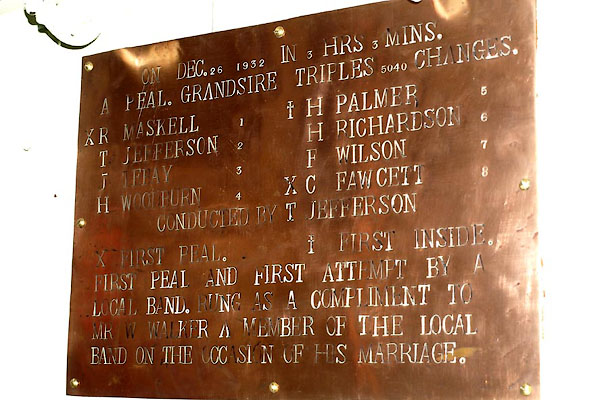 ON DEC. 26 1932 IN 3 HRS 3 MINS.
A PEAL. GRANDSIRE TRIPLES 5040 CHANGES.
X R MASKELL 1
T. JEFFERSON 2
J IFLAY 3
H WOOLBURN 4
‡ H PALMER 5
H RICHARDSON 6
F WILSON 7
X C FAWCETT 8
CONDUCTED BY T JEFFERSON
X FIRST PEAL. ‡ FIRST INSIDE.
FIRST PEAL AND FIRST ATTEMPT BY A
LOCAL BAND. RUNG AS A COMPLIMENT TO
MR W WALKER A MEMBER OF THE LOCAL
BAND ON THE OCCASION OF HIS MARRIAGE.